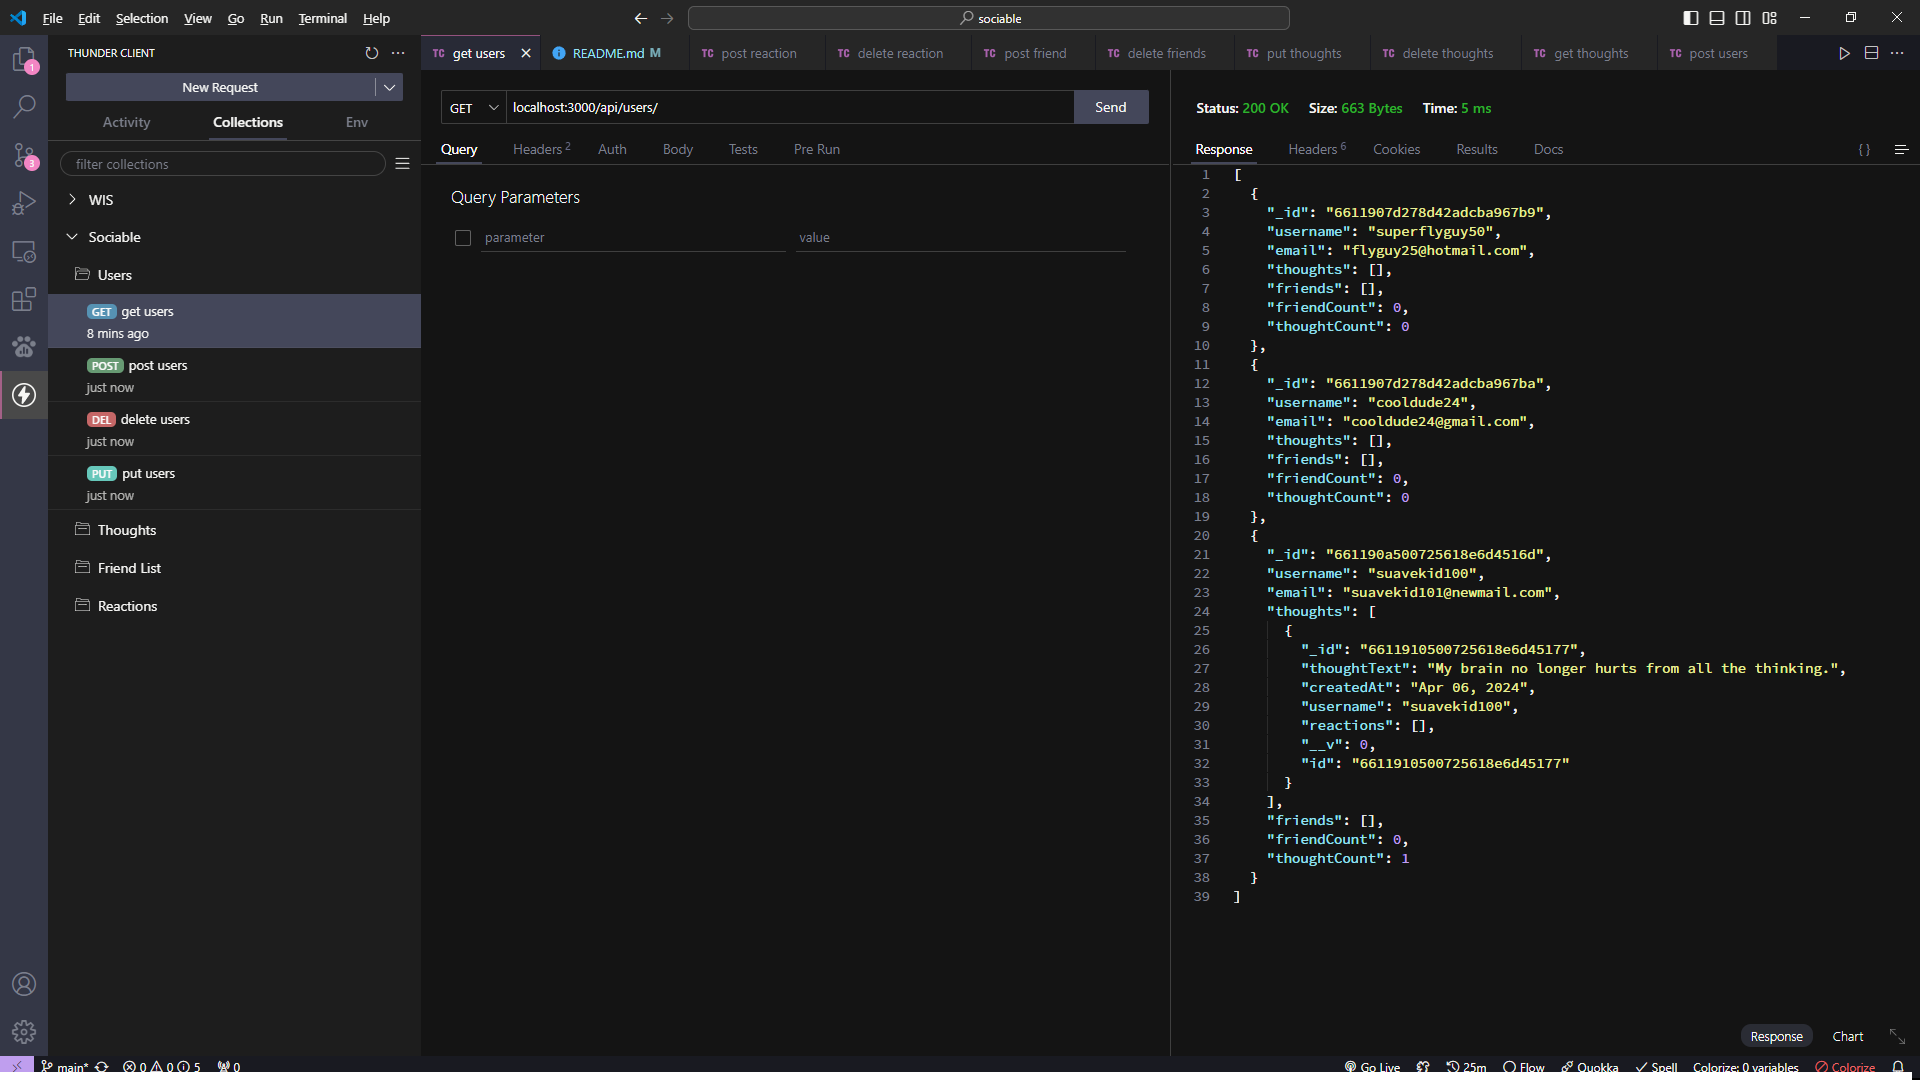 File Edit Selection View Go Run Terminal Help
sociable
THUNDER CLIENT
New Request
Activity Collections Env
filter collections
WIS
Sociable
Users
GET get users
8 mins ago
POST post users
just now
DEL delete users
just now
PUT put users
just now
Thoughts
Friend List
Reactions
1
3
TC get users README.md M TC post reaction TC delete reaction TC post friend TC delete friends TC put thoughts TC delete thoughts TC get thoughts TC post users
GET localhost:3000/api/users/ Send
Query Headers 2 Auth Body Tests Pre Run
Query Parameters
parameter value
Status: 200 OK Size: 663 Bytes Time: 5 ms
Response Headers 6 Cookies Results Docs { }
1 [
2 {
3 "_id": "6611907d278d42adcba967b9",
4 "username": "superflyguy50",
5 "email": "flyguy25@hotmail.com",
6 "thoughts": [],
7 "friends": [],
8 "friendCount": 0,
9 "thoughtCount": 0
10 },
11 {
12 "_id": "6611907d278d42adcba967ba",
13 "username": "cooldude24",
14 "email": "cooldude24@gmail.com",
15 "thoughts": [],
16 "friends": [],
17 "friendCount": 0,
18 "thoughtCount": 0
19 },
20 {
21 "_id": "661190a500725618e6d4516d",
22 "username": "suavekid100",
23 "email": "suavekid101@newmail.com",
24 "thoughts": [
25 {
26 "_id": "6611910500725618e6d45177",
27 "thoughtText": "My brain no longer hurts from all the thinking.",
28 "createdAt": "Apr 06, 2024",
29 "username": "suavekid100",
30 "reactions": [],
31 "__v": 0,
32 "id": "6611910500725618e6d45177"
33 }
34 ],
35 "friends": [],
36 "friendCount": 0,
37 "thoughtCount": 1
38 }
39 ]
Response Chart
main* 0 0 5 0 Go Live 25m Flow Quokka Spell Colorize: 0 variables Colorize